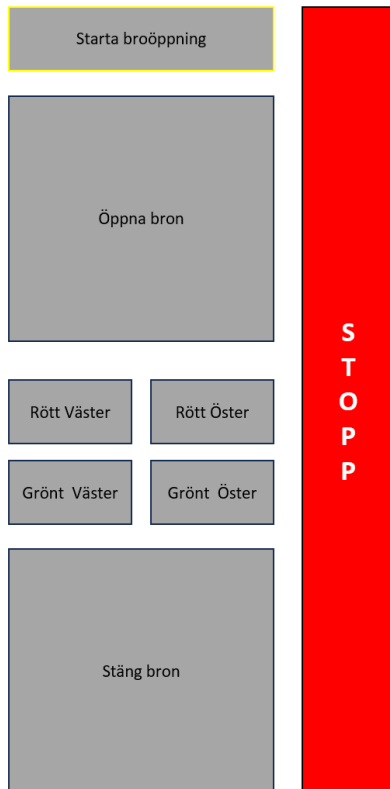 Starta broöppning
Öppna bron
Rött Väster
Rött Öster
Grönt  Väster
Grönt  Öster
Stäng bron
S
T
O
P
P